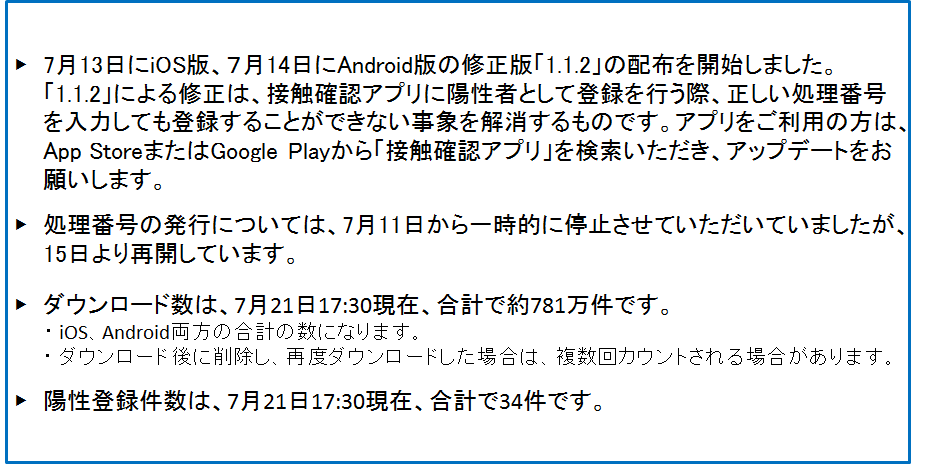 ▶ 7月13日にiOS版、7月14日にAndroid版の修正版「1.1.2」の配布を開始しました。
「1.1.2」による修正は、接触確認アプリに陽性者として登録を行う際、正しい処理番号
を入力しても登録することができない事象を解消するものです。アプリをご利用の方は、
App StoreまたはGoogle Playから「接触確認アプリ」を検索いただき、アップデートをお
願いします。
▶ 処理番号の発行については、7月11日から一時的に停止させていただいていましたが、
15日より再開しています。
▶ ダウンロード数は、7月21日17:30現在、合計で約781万件です。
・iOS、Android両方の合計の数になります。
・ダウンロード後に削除し、再度ダウンロードした場合は、複数回カウントされる場合があります。
▶ 陽性登録件数は、7月21日17:30現在、合計で34件です。